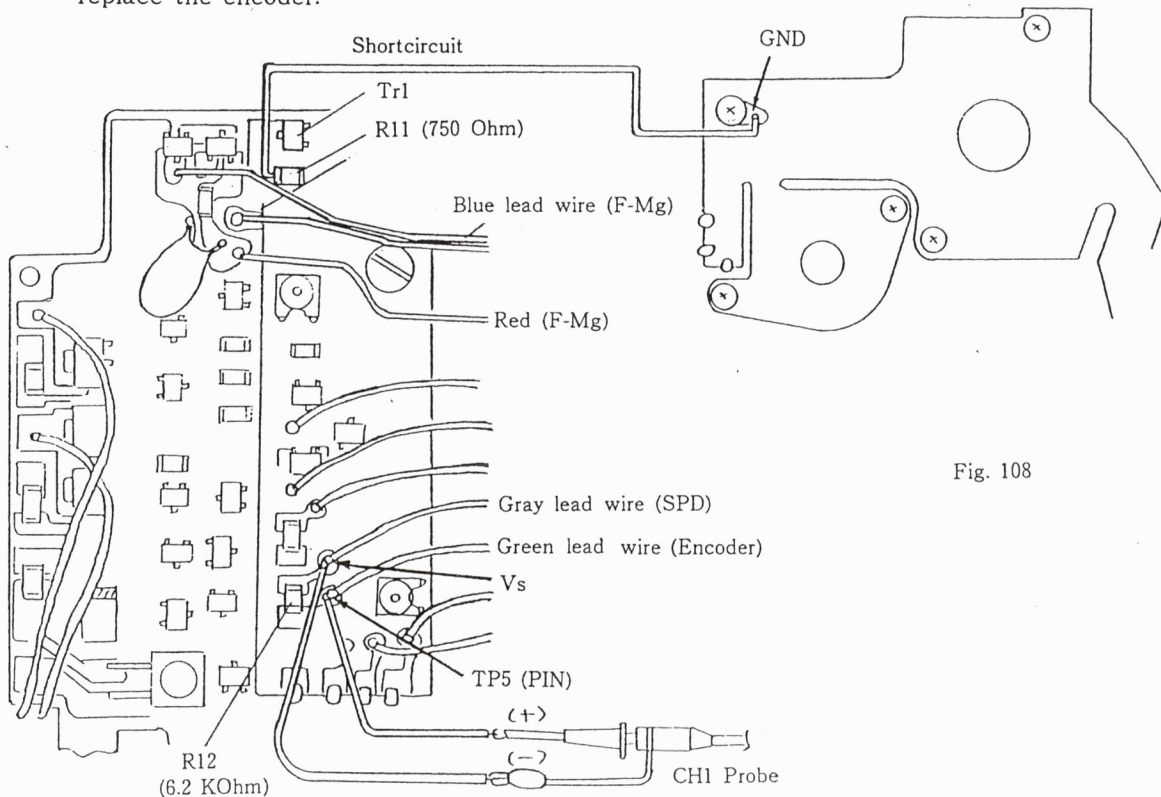 replace the encoder.
Shortcircuit
GND
Tr1
R11 (750 Ohm)
Blue lead wire (F-Mg)
Red (F-Mg)
Fig. 108
Gray lead wire (SPD)
Green lead wire (Encoder)
Vs
TP5 (PIN)
(+)
R12
(6.2 KOhm)
(−)
CH1 Probe